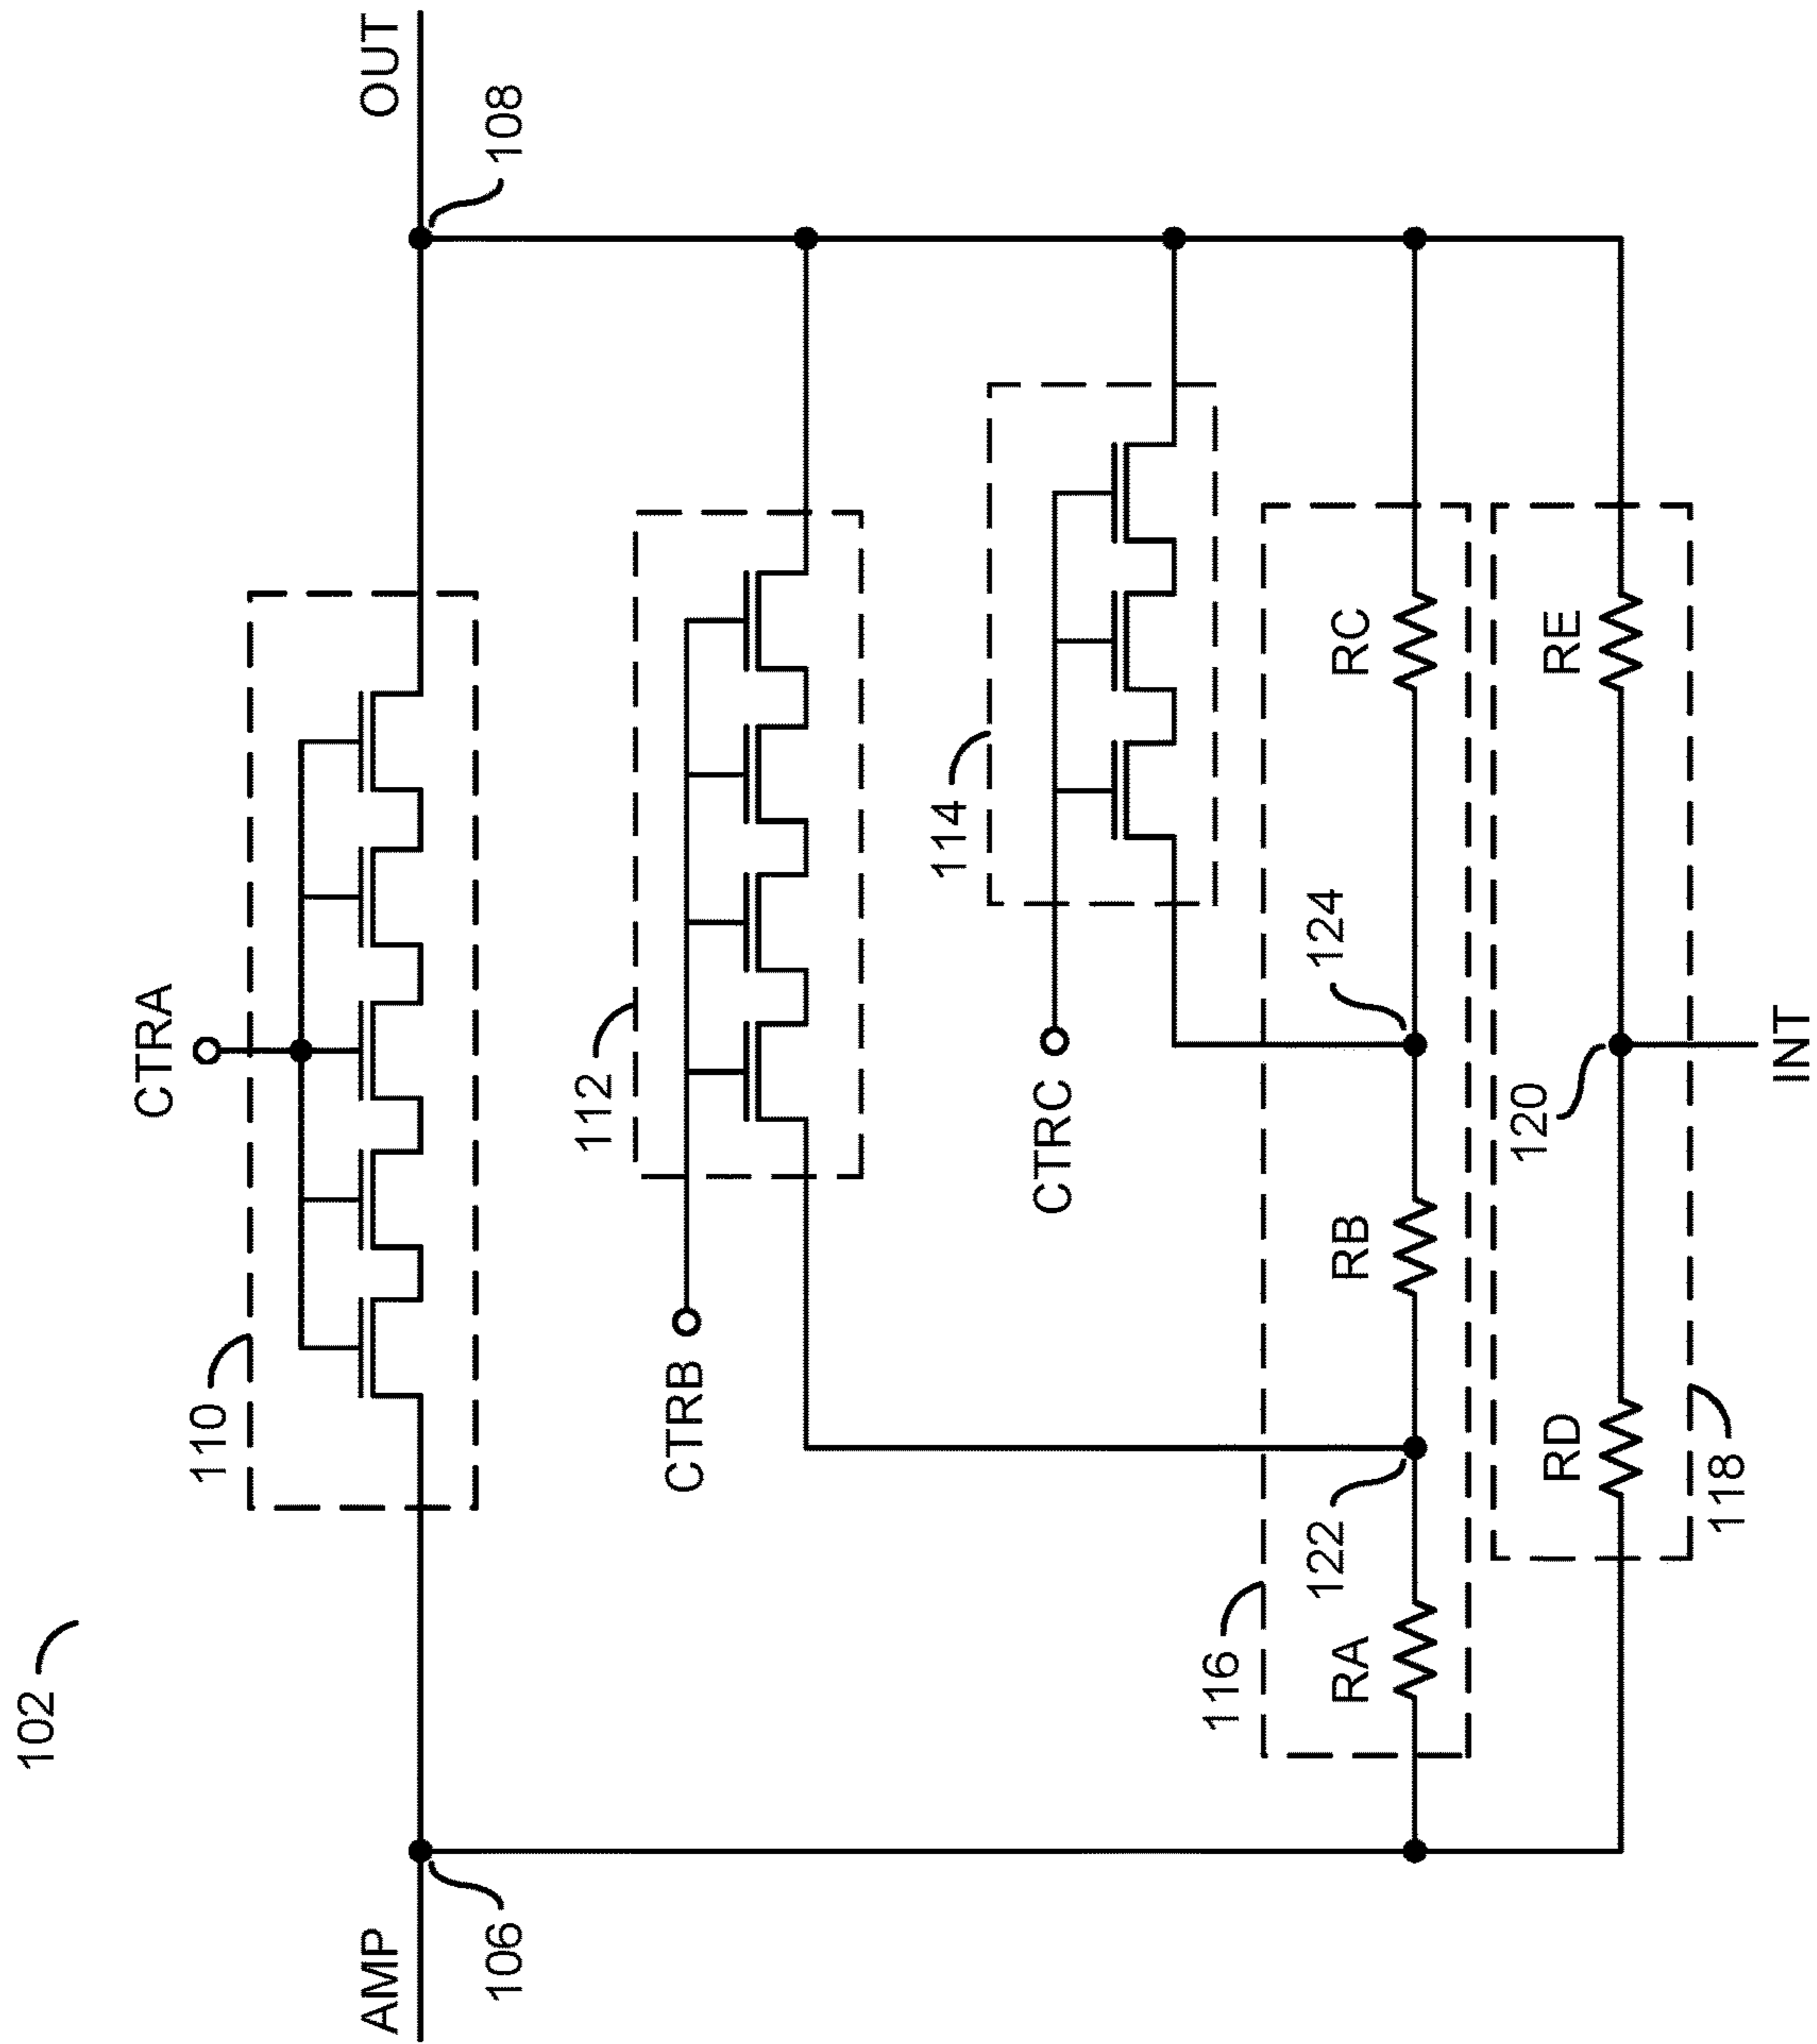 102
AMP
106
OUT
108
CTRA
110
CTRB
112
CTRC
114
116
RA
122
RB
124
RC
118
RD
120
RE
INT